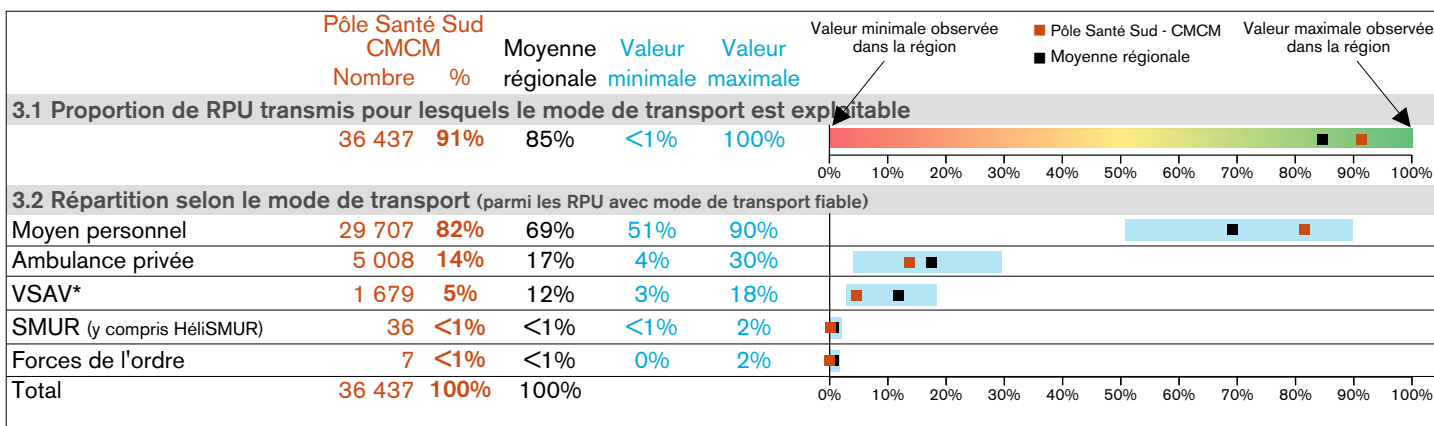 Pôle Santé Sud
CMCM
Moyenne régionale
Valeur minimale
Valeur maximale
Nombre %
Valeur minimale observée
dans la région
Pôle Santé Sud - CMCM
Moyenne régionale
Valeur maximale observée
dans la région
3.1 Proportion de RPU transmis pour lesquels le mode de transport est exploitable
36 437 91% 85% <1% 100%
0% 10% 20% 30% 40% 50% 60% 70% 80% 90% 100%
3.2 Répartition selon le mode de transport (parmi les RPU avec mode de transport fiable)
Moyen personnel 29 707 82% 69% 51% 90%
Ambulance privée 5 008 14% 17% 4% 30%
VSAV* 1 679 5% 12% 3% 18%
SMUR (y compris HéliSMUR) 36 <1% <1% <1% 2%
Forces de l'ordre 7 <1% <1% 0% 2%
Total 36 437 100% 100%
0% 10% 20% 30% 40% 50% 60% 70% 80% 90% 100%